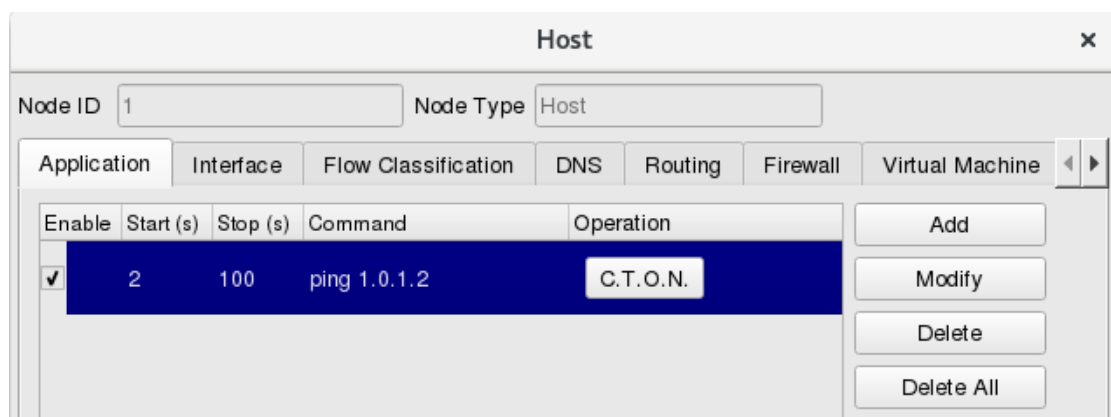 Host
Node ID 1 Node Type Host
Application Interface Flow Classification DNS Routing Firewall Virtual Machine
Enable Start (s) Stop (s) Command Operation
2 100 ping 1.0.1.2 C.T.O.N.
Add
Modify
Delete
Delete All